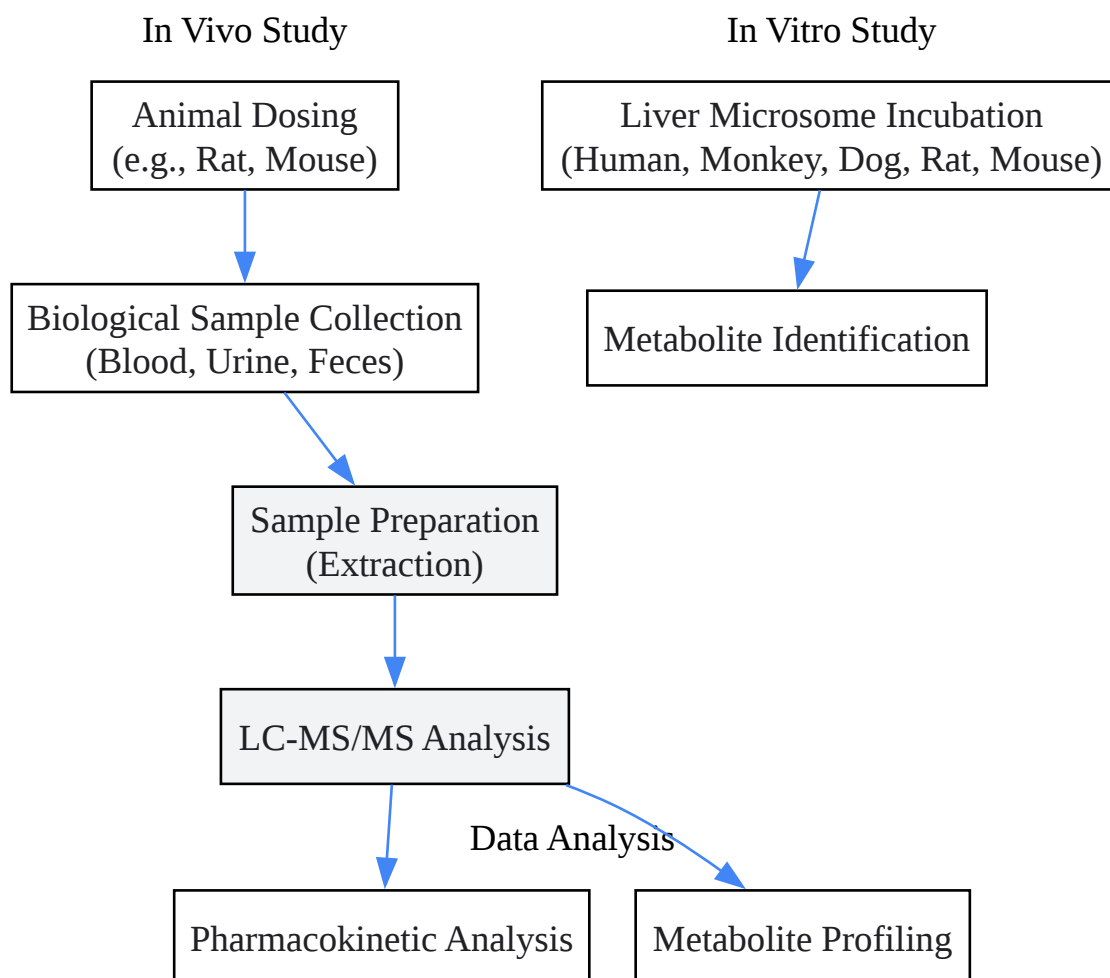 In Vivo Study
In Vitro Study
Animal Dosing
(e.g., Rat, Mouse)
Liver Microsome Incubation
(Human, Monkey, Dog, Rat, Mouse)
Biological Sample Collection
(Blood, Urine, Feces)
Metabolite Identification
Sample Preparation
(Extraction)
LC-MS/MS Analysis
Data Analysis
Pharmacokinetic Analysis
Metabolite Profiling